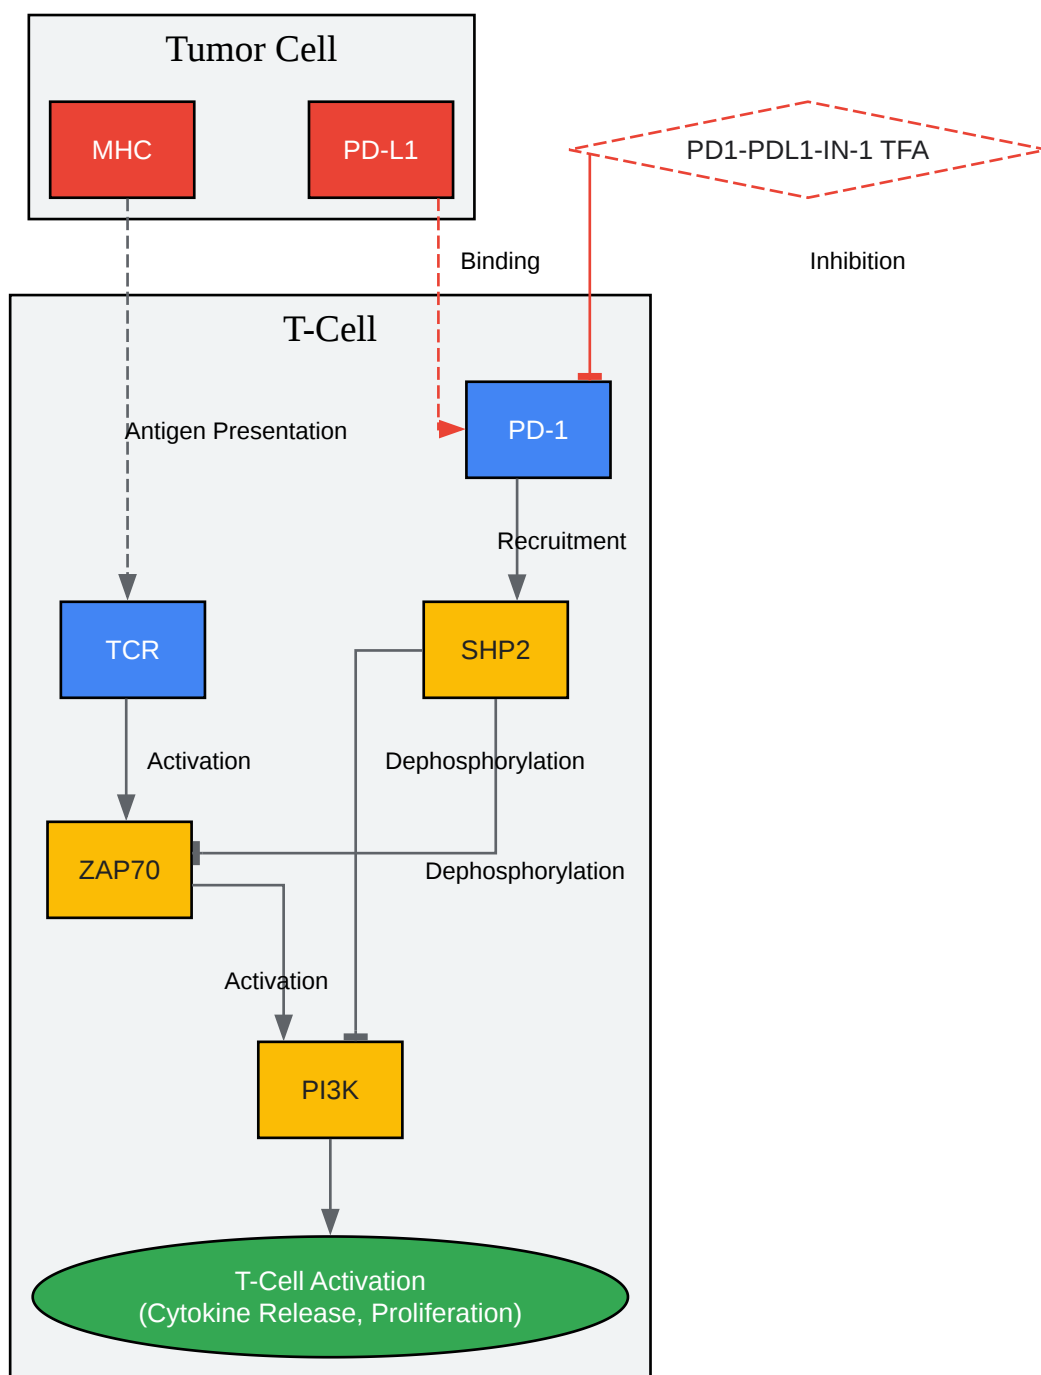 Tumor Cell
MHC
PD-L1
PD1-PDL1-IN-1 TFA
Binding
Inhibition
T-Cell
Antigen Presentation
PD-1
Recruitment
TCR
SHP2
Activation
Dephosphorylation
ZAP70
Dephosphorylation
Activation
PI3K
T-Cell Activation
(Cytokine Release, Proliferation)